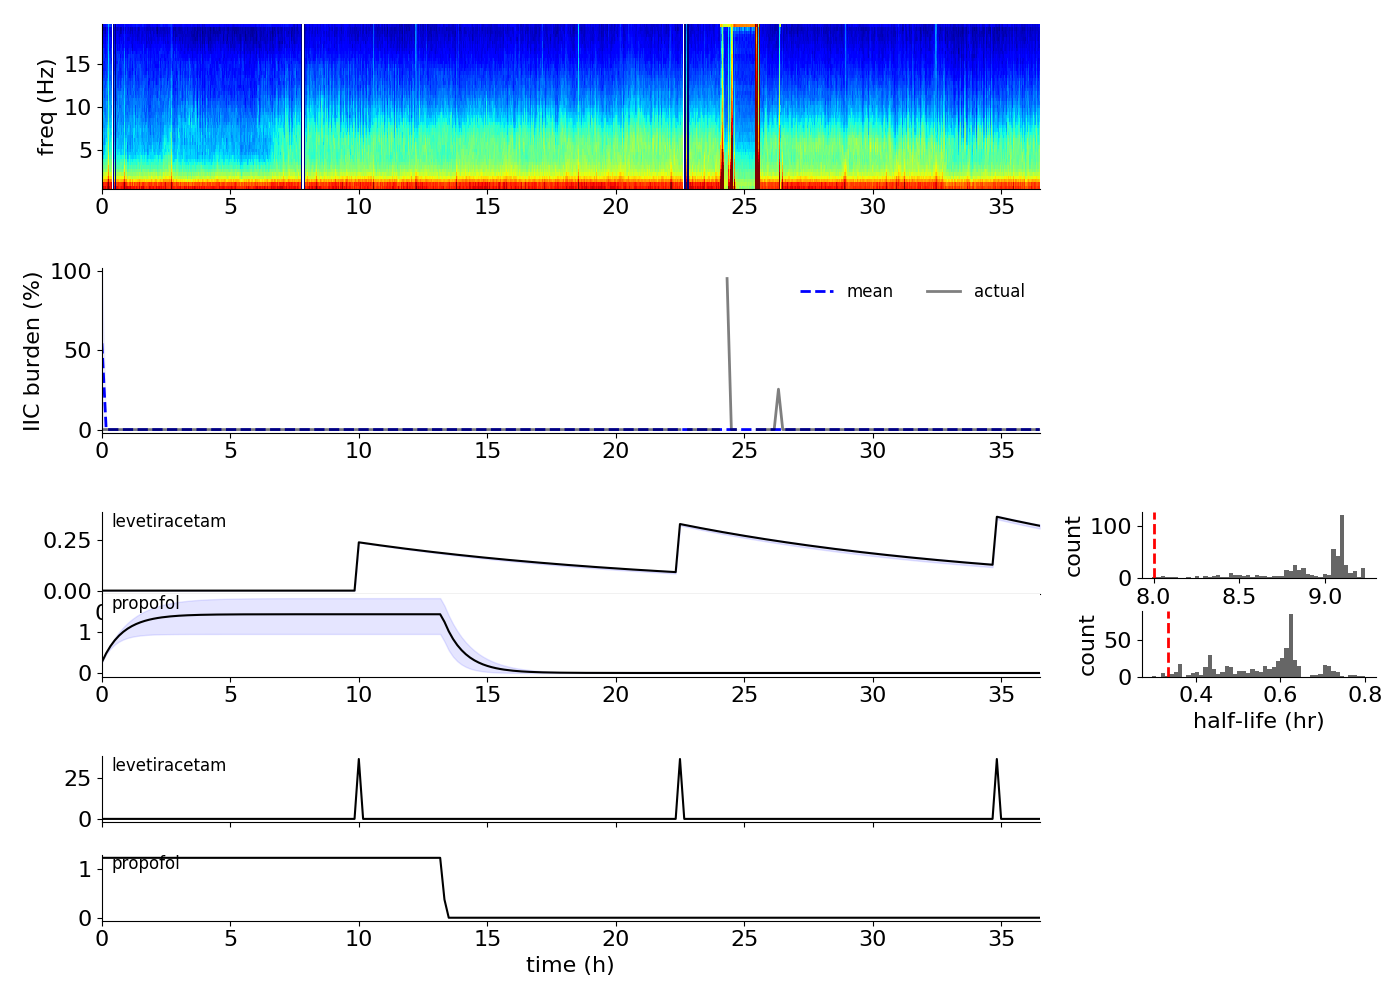 freq (Hz)
15
10
5
0 5 10 15 20 25 30 35
IIC burden (%)
100
50
0
mean actual
0 5 10 15 20 25 30 35
levetiracetam
0.25
0.00
0
propofol
1
0
0 5 10 15 20 25 30 35
count
100
0
8.0 8.5 9.0
count
50
0
0.4 0.6 0.8
half-life (hr)
levetiracetam
25
0
propofol
1
0
0 5 10 15 20 25 30 35
time (h)